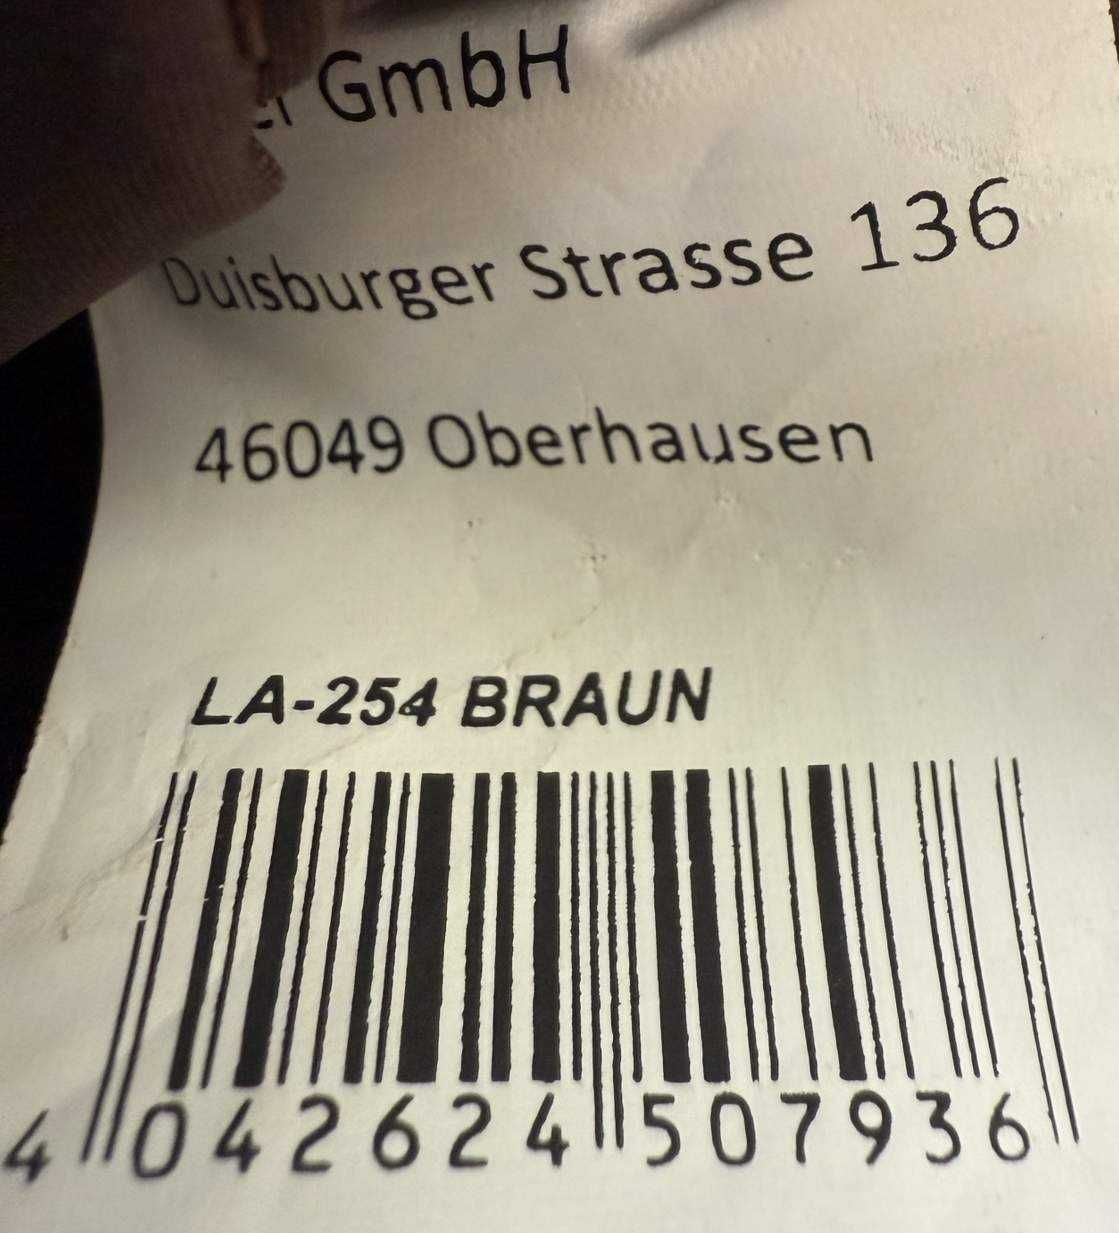 GmbH
Duisburger Strasse 136
46049 Oberhausen
LA-254 BRAUN
4 042624 507936